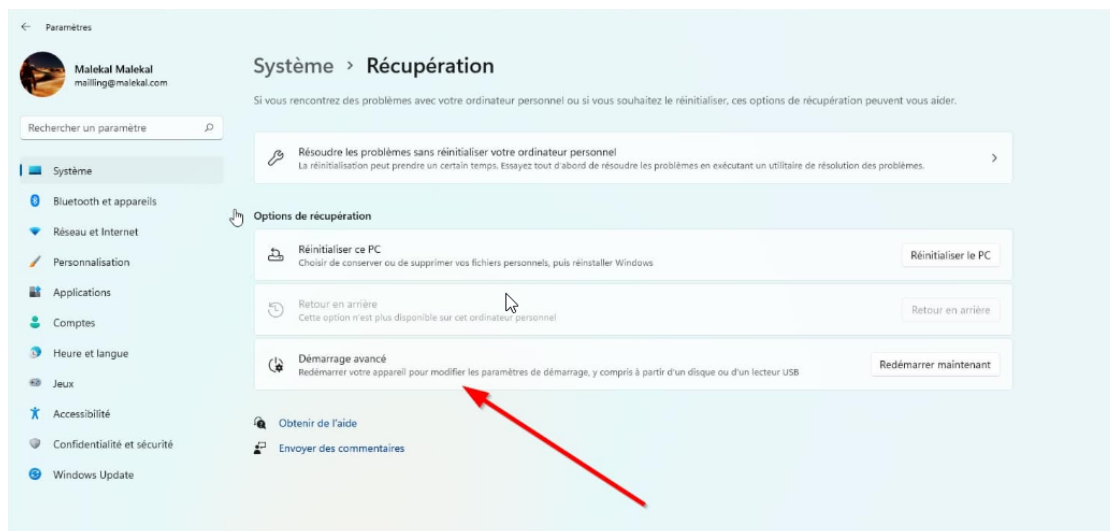 Paramètres
Malekal Malekal
mailling@malekal.com
Rechercher un paramètre
Système
Bluetooth et appareils
Réseau et Internet
Personnalisation
Applications
Comptes
Heure et langue
Jeux
Accessibilité
Confidentialité et sécurité
Windows Update
Système > Récupération
Si vous rencontrez des problèmes avec votre ordinateur personnel ou si vous souhaitez le réinitialiser, ces options de récupération peuvent vous aider.
Résoudre les problèmes sans réinitialiser votre ordinateur personnel
La réinitialisation peut prendre un certain temps. Essayez tout d'abord de résoudre les problèmes en exécutant un utilitaire de résolution des problèmes.
Options de récupération
Réinitialiser ce PC
Choisir de conserver ou de supprimer vos fichiers personnels, puis réinstaller Windows
Réinitialiser le PC
Retour en arrière
Cette option n'est plus disponible sur cet ordinateur personnel
Retour en arrière
Démarrage avancé
Redémarrer votre appareil pour modifier les paramètres de démarrage, y compris à partir d'un disque ou d'un lecteur USB
Redémarrer maintenant
Obtenir de l'aide
Envoyer des commentaires